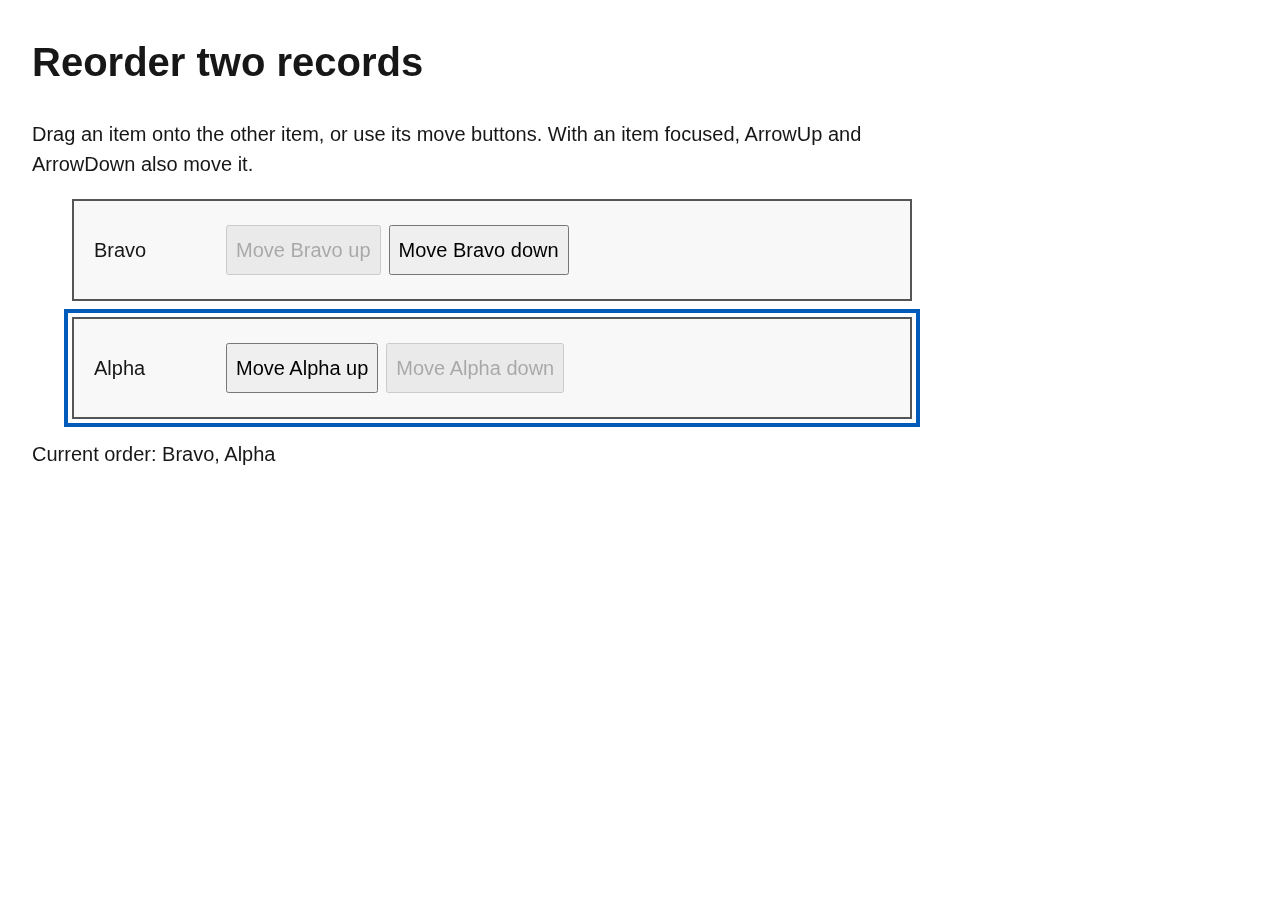 Reorder two records
Drag an item onto the other item, or use its move buttons. With an item focused, ArrowUp and
ArrowDown also move it.
Bravo Move Bravo up Move Bravo down
Alpha Move Alpha up Move Alpha down
Current order: Bravo, Alpha